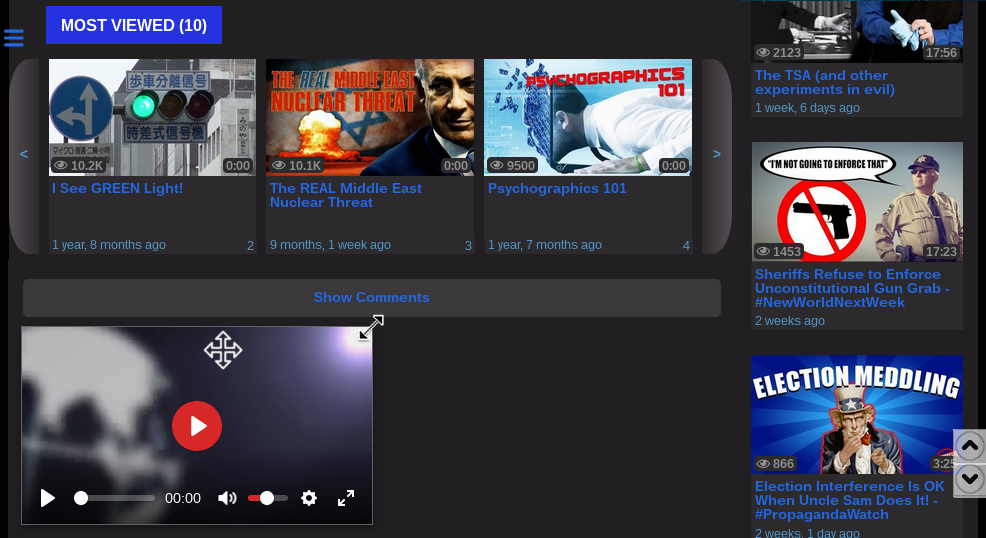 MOST VIEWED (10)
<
歩車分離信号
時差式信号機
10.2K
0:00
I See GREEN Light!
1 year, 8 months ago
2
THE REAL MIDDLE EAST
NUCLEAR THREAT
10.1K
0:00
The REAL Middle East
Nuclear Threat
9 months, 1 week ago
3
PSYCHOGRAPHICS
101
9500
0:00
Psychographics 101
1 year, 7 months ago
4
>
Show Comments
00:00
2123
17:56
The TSA (and other
experiments in evil)
1 week, 6 days ago
"I'M NOT GOING TO ENFORCE THAT"
1453
17:23
Sheriffs Refuse to Enforce
Unconstitutional Gun Grab -
#NewWorldNextWeek
2 weeks ago
ELECTION MEDDLING
866
3:25
Election Interference Is OK
When Uncle Sam Does It! -
#PropagandaWatch
2 weeks, 1 day ago